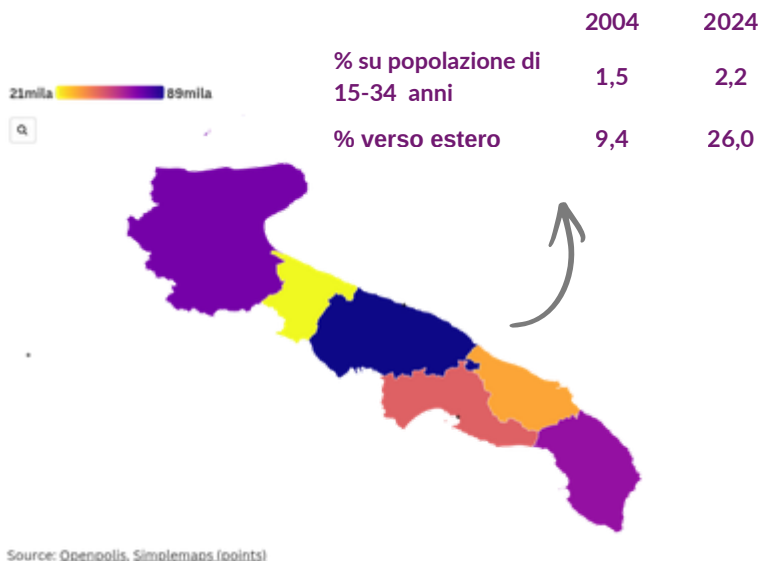 2004 2024
% su popolazione di
15-34 anni
1,5 2,2
% verso estero 9,4 26,0
21mila 89mila
Source: Openpolis, Simplemaps (points)